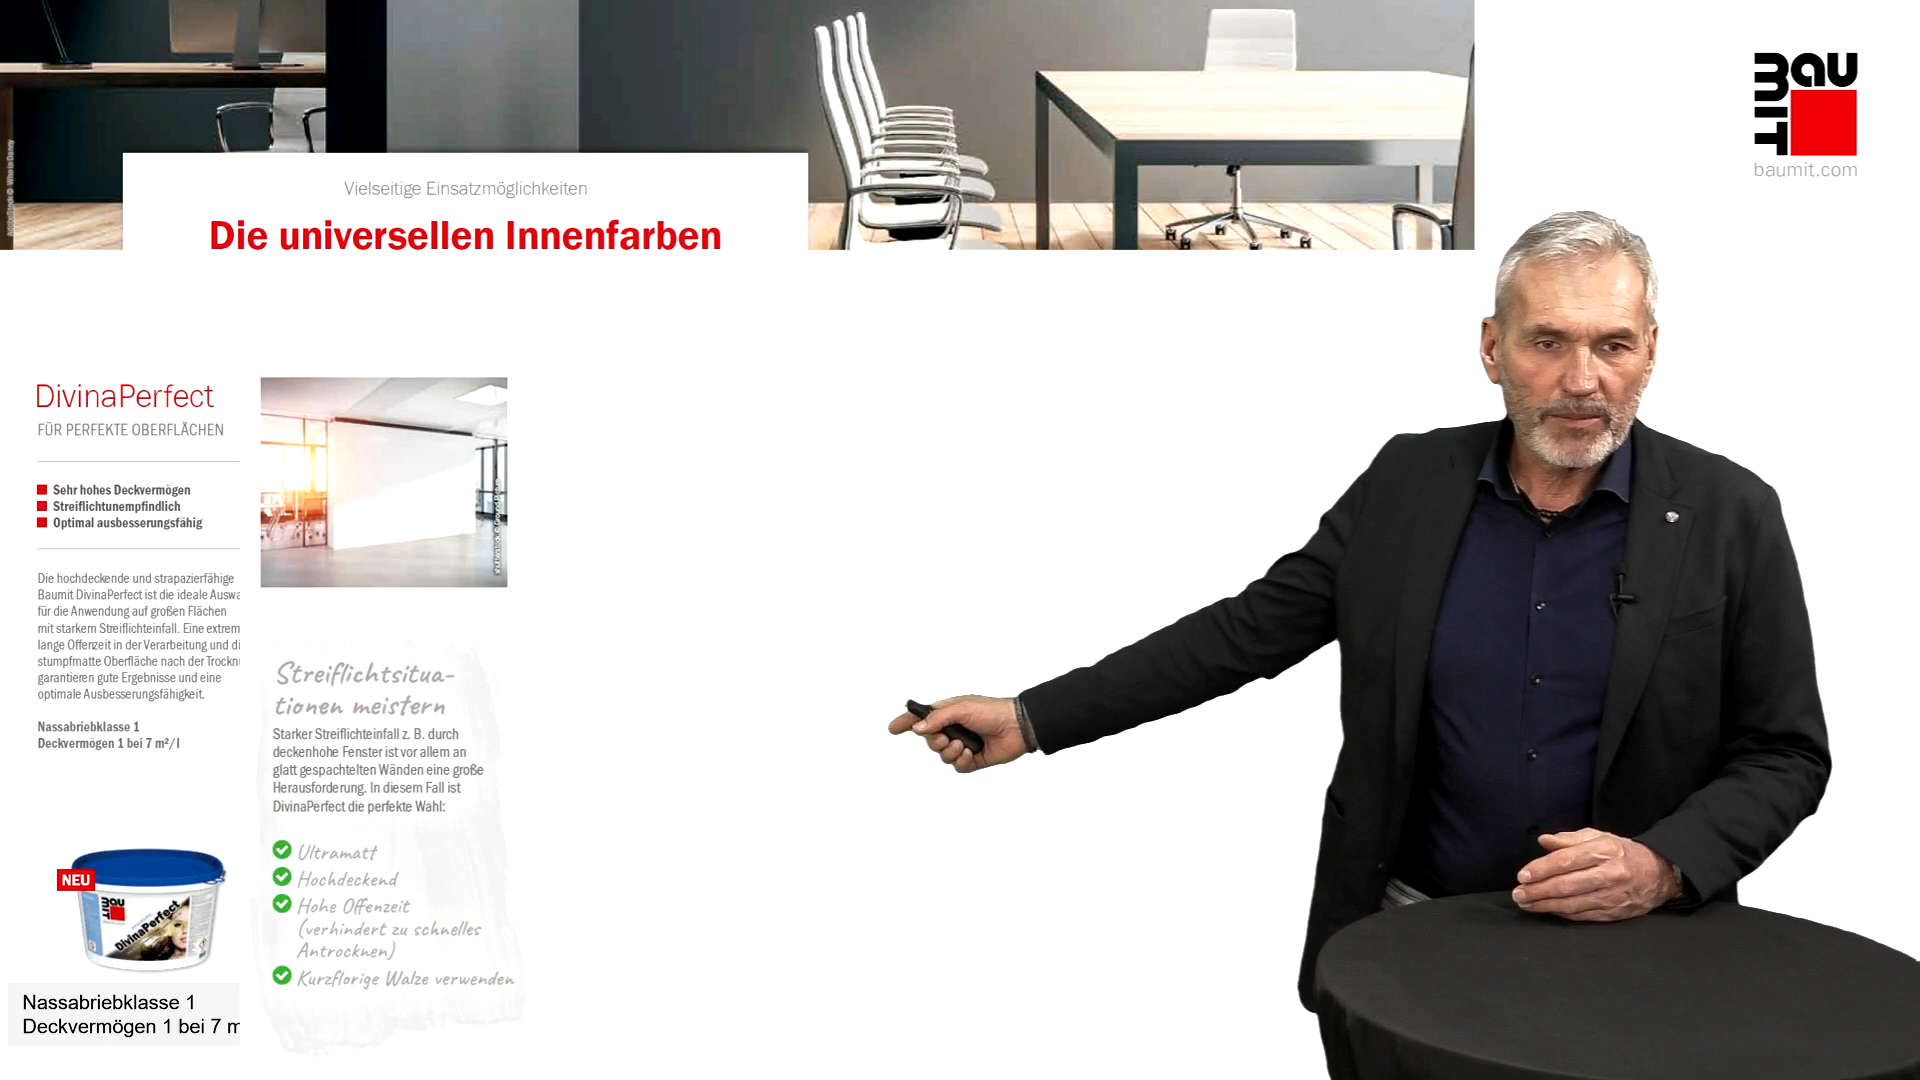 Bau
MIT
baumit.com
Vielseitige Einsatzmöglichkeiten
Die universellen Innenfarben
DivinaPerfect
FÜR PERFEKTE OBERFLÄCHEN
Sehr hohes Deckvermögen
Streiflichtunempfindlich
Optimal ausbesserungsfähig
Die hochdeckende und strapazierfähige
Baumit DivinaPerfect ist die ideale
für die Anwendung auf großen Flächen
mit starkem Streiflichteinfall. Eine extrem
lange Offenzeit in der Verarbeitung und
stumpfmatte Oberfläche nach der
garantieren gute Ergebnisse und eine
optimale Ausbesserungsfähigkeit.
Nassabriebklasse 1
Deckvermögen 1 bei 7 m²/l
NEU
Bau
MIT
DivinaPerfect
Nassabriebklasse 1
Deckvermögen 1 bei 7 m
Streiflichtsitua-
tionen meistern
Starker Streiflichteinfall z. B. durch
deckenhohe Fenster ist vor allem an
glatt gespachtelten Wänden eine große
Herausforderung. In diesem Fall ist
DivinaPerfect die perfekte Wahl:
Ultramatt
Hochdeckend
Hohe Offenzeit
(verhindert zu schnelles
Antrocknen)
Kurzflorige Walze verwenden